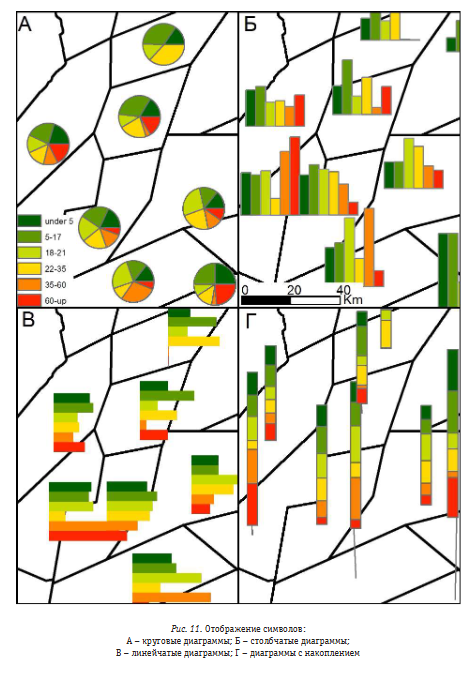 А
Б
under 5
5-17
18-21
22-35
35-60
60-up
0 20 40
Km
В
Г
Рис. 11. Отображение символов:
А – круговые диаграммы; Б – столбчатые диаграммы;
В – линейчатые диаграммы; Г – диаграммы с накоплением